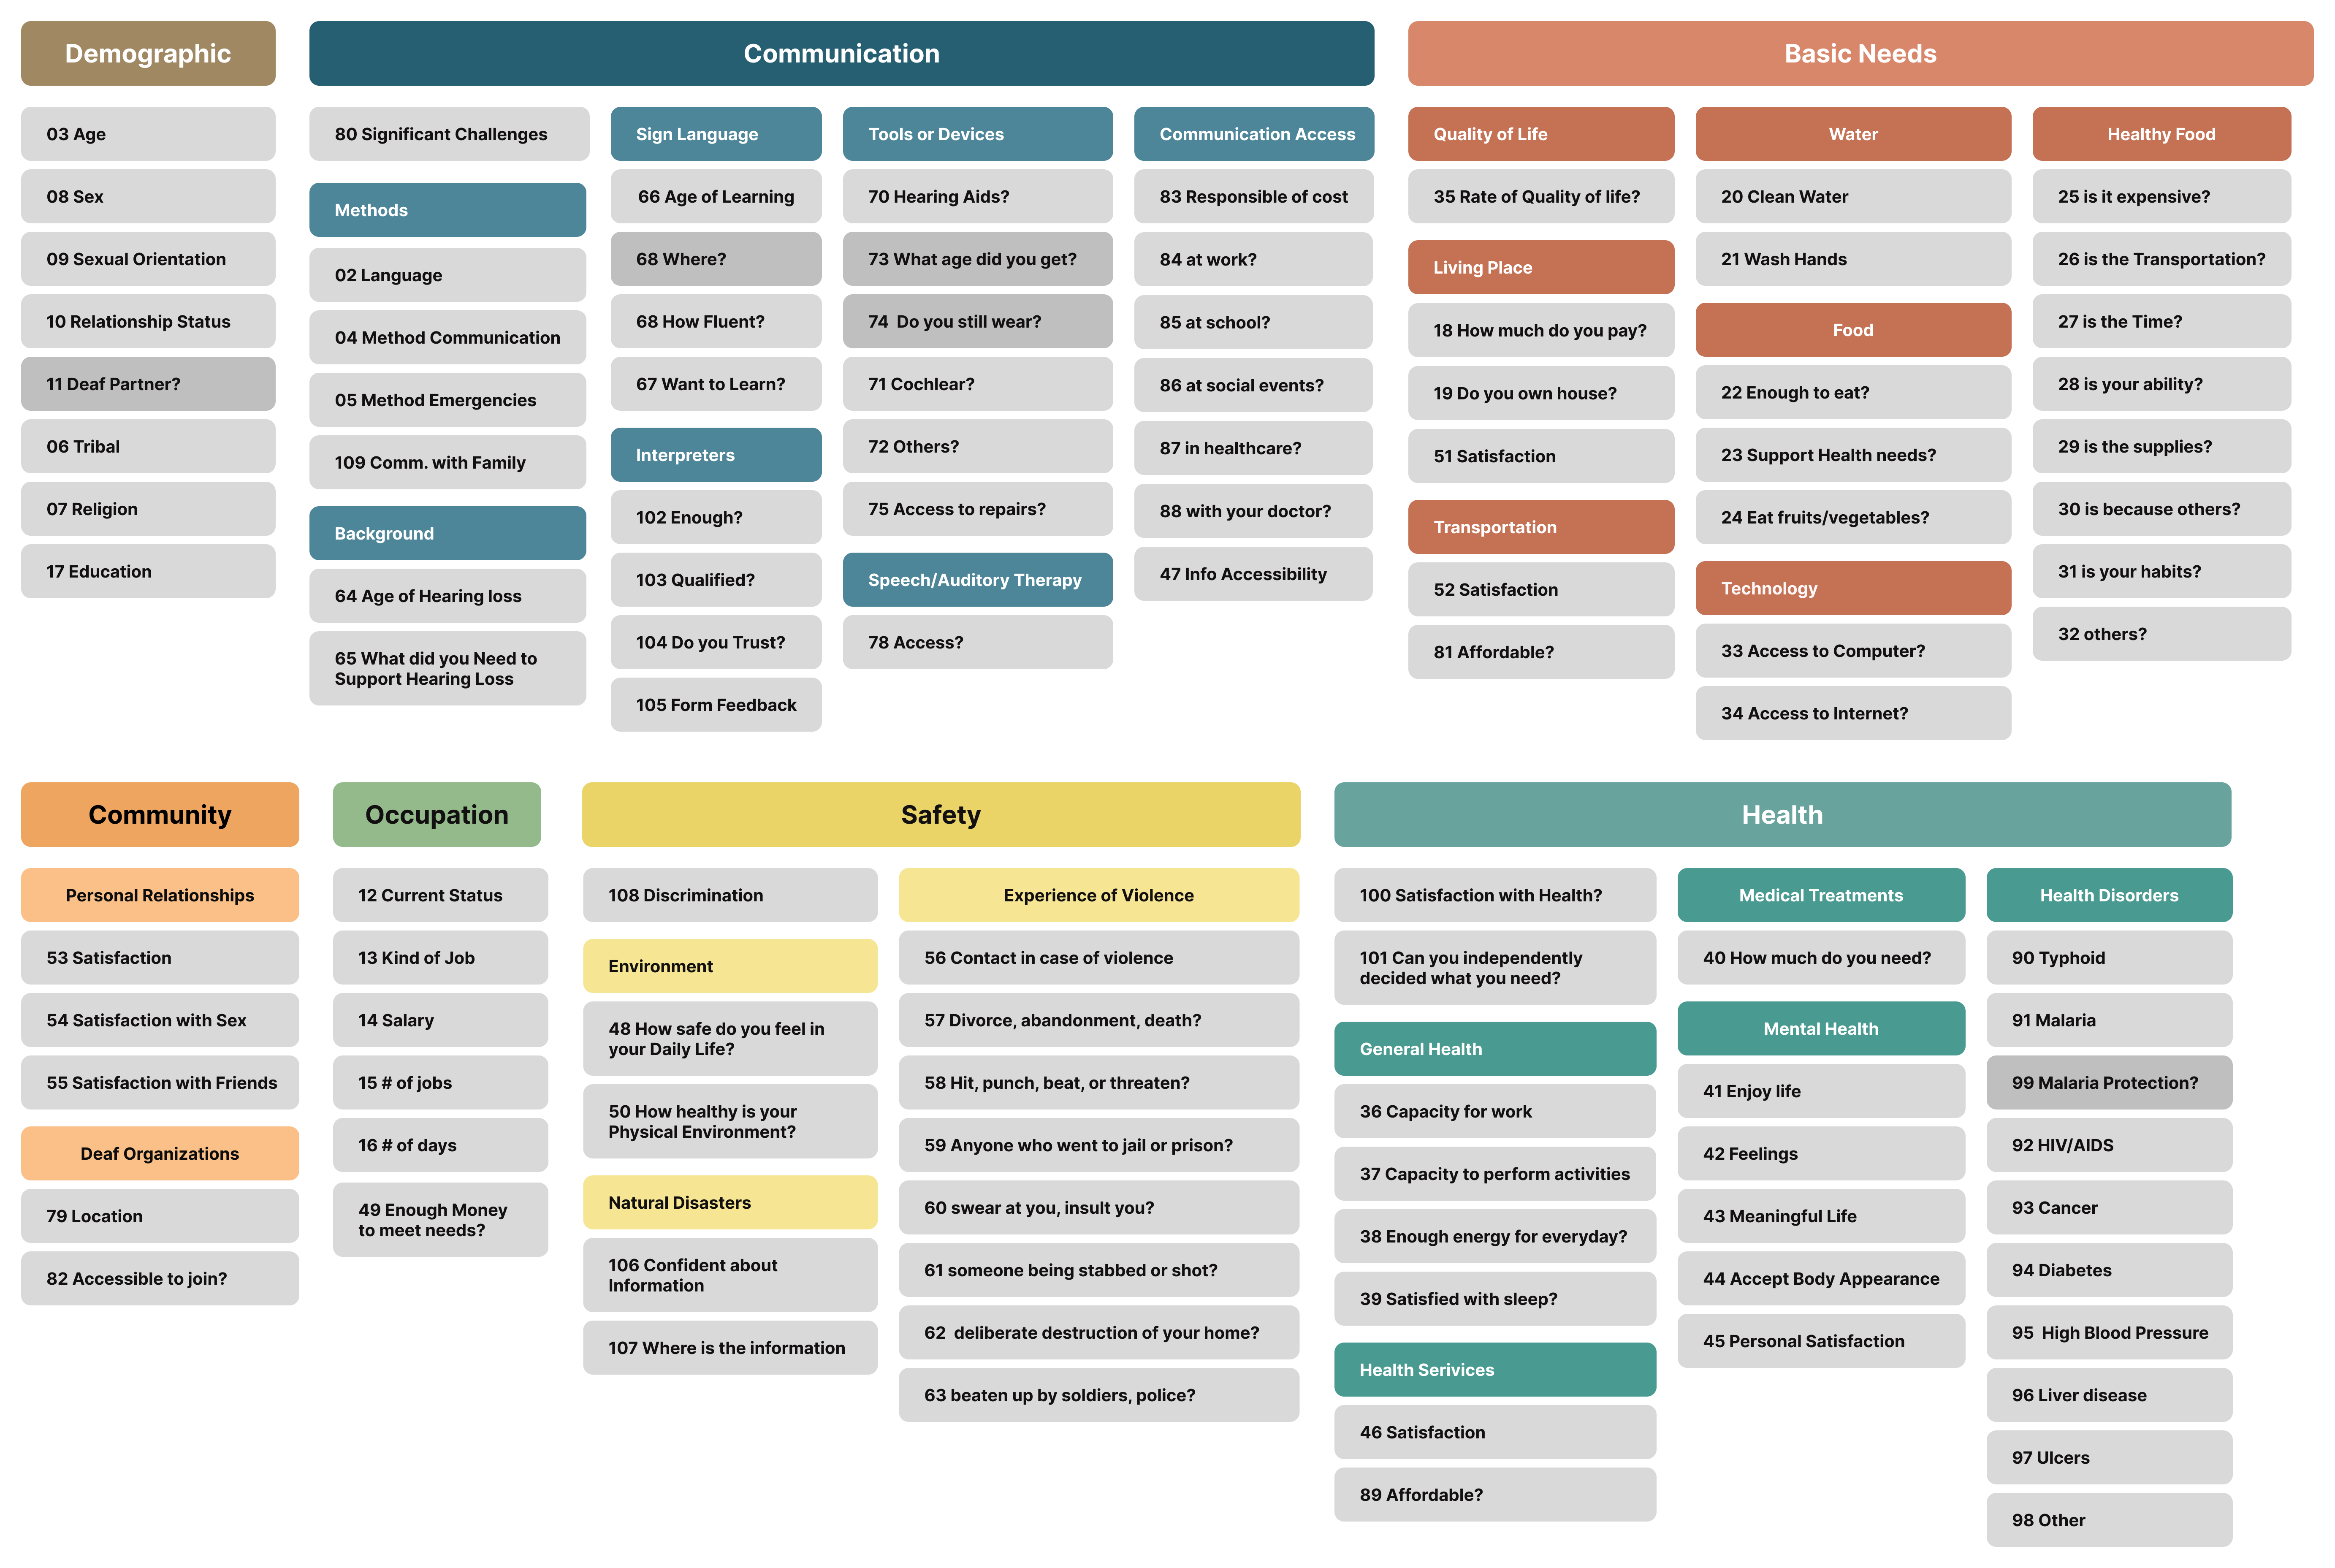 Demographic
03 Age
08 Sex
09 Sexual Orientation
10 Relationship Status
11 Deaf Partner?
06 Tribal
07 Religion
17 Education
Communication
80 Significant Challenges
Methods
02 Language
04 Method Communication
05 Method Emergencies
109 Comm. with Family
Background
64 Age of Hearing loss
65 What did you Need to
Support Hearing Loss
Sign Language
66 Age of Learning
68 Where?
68 How Fluent?
67 Want to Learn?
Interpreters
102 Enough?
103 Qualified?
104 Do you Trust?
105 Form Feedback
Tools or Devices
70 Hearing Aids?
73 What age did you get?
74 Do you still wear?
71 Cochlear?
72 Others?
75 Access to repairs?
Speech/Auditory Therapy
78 Access?
Communication Access
83 Responsible of cost
84 at work?
85 at school?
86 at social events?
87 in healthcare?
88 with your doctor?
47 Info Accessibility
Basic Needs
Quality of Life
35 Rate of Quality of life?
Living Place
18 How much do you pay?
19 Do you own house?
51 Satisfaction
Transportation
52 Satisfaction
81 Affordable?
Water
20 Clean Water
21 Wash Hands
Food
22 Enough to eat?
23 Support Health needs?
24 Eat fruits/vegetables?
Technology
33 Access to Computer?
34 Access to Internet?
Healthy Food
25 is it expensive?
26 is the Transportation?
27 is the Time?
28 is your ability?
29 is the supplies?
30 is because others?
31 is your habits?
32 others?
Community
Personal Relationships
53 Satisfaction
54 Satisfaction with Sex
55 Satisfaction with Friends
Deaf Organizations
79 Location
82 Accessible to join?
Occupation
12 Current Status
13 Kind of Job
14 Salary
15 # of jobs
16 # of days
49 Enough Money
to meet needs?
Safety
108 Discrimination
Environment
48 How safe do you feel in
your Daily Life?
50 How healthy is your
Physical Environment?
Natural Disasters
106 Confident about
Information
107 Where is the information
Experience of Violence
56 Contact in case of violence
57 Divorce, abandonment, death?
58 Hit, punch, beat, or threaten?
59 Anyone who went to jail or prison?
60 swear at you, insult you?
61 someone being stabbed or shot?
62 deliberate destruction of your home?
63 beaten up by soldiers, police?
Health
100 Satisfaction with Health?
101 Can you independently
decided what you need?
General Health
36 Capacity for work
37 Capacity to perform activities
38 Enough energy for everyday?
39 Satisfied with sleep?
Health Serivices
46 Satisfaction
89 Affordable?
Medical Treatments
40 How much do you need?
Mental Health
41 Enjoy life
42 Feelings
43 Meaningful Life
44 Accept Body Appearance
45 Personal Satisfaction
Health Disorders
90 Typhoid
91 Malaria
99 Malaria Protection?
92 HIV/AIDS
93 Cancer
94 Diabetes
95 High Blood Pressure
96 Liver disease
97 Ulcers
98 Other